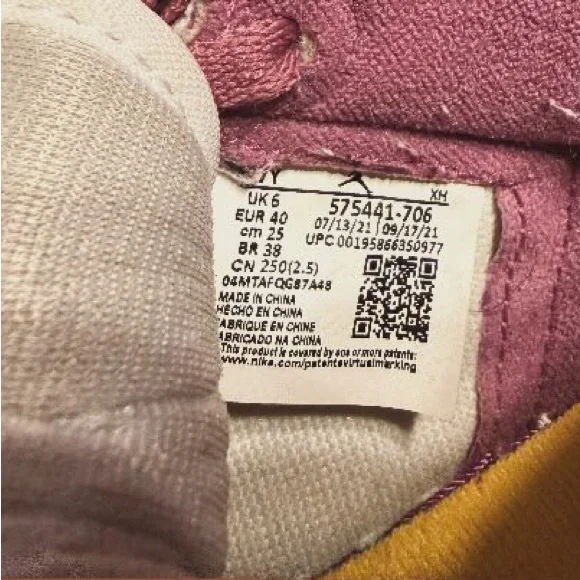 XH
UK 6
EUR 40
cm 25
BR 38
CN 250(2.5)
575441-706
07/13/21 09/17/21
UPC 00195866350977
04MTAFQG87A48
MADE IN CHINA
HECHO EN CHINA
FABRIQUE EN CHINE
FABRICADO NA CHINA
This product is covered by one or more patents:
www.nike.com/patentsvirtualmarking